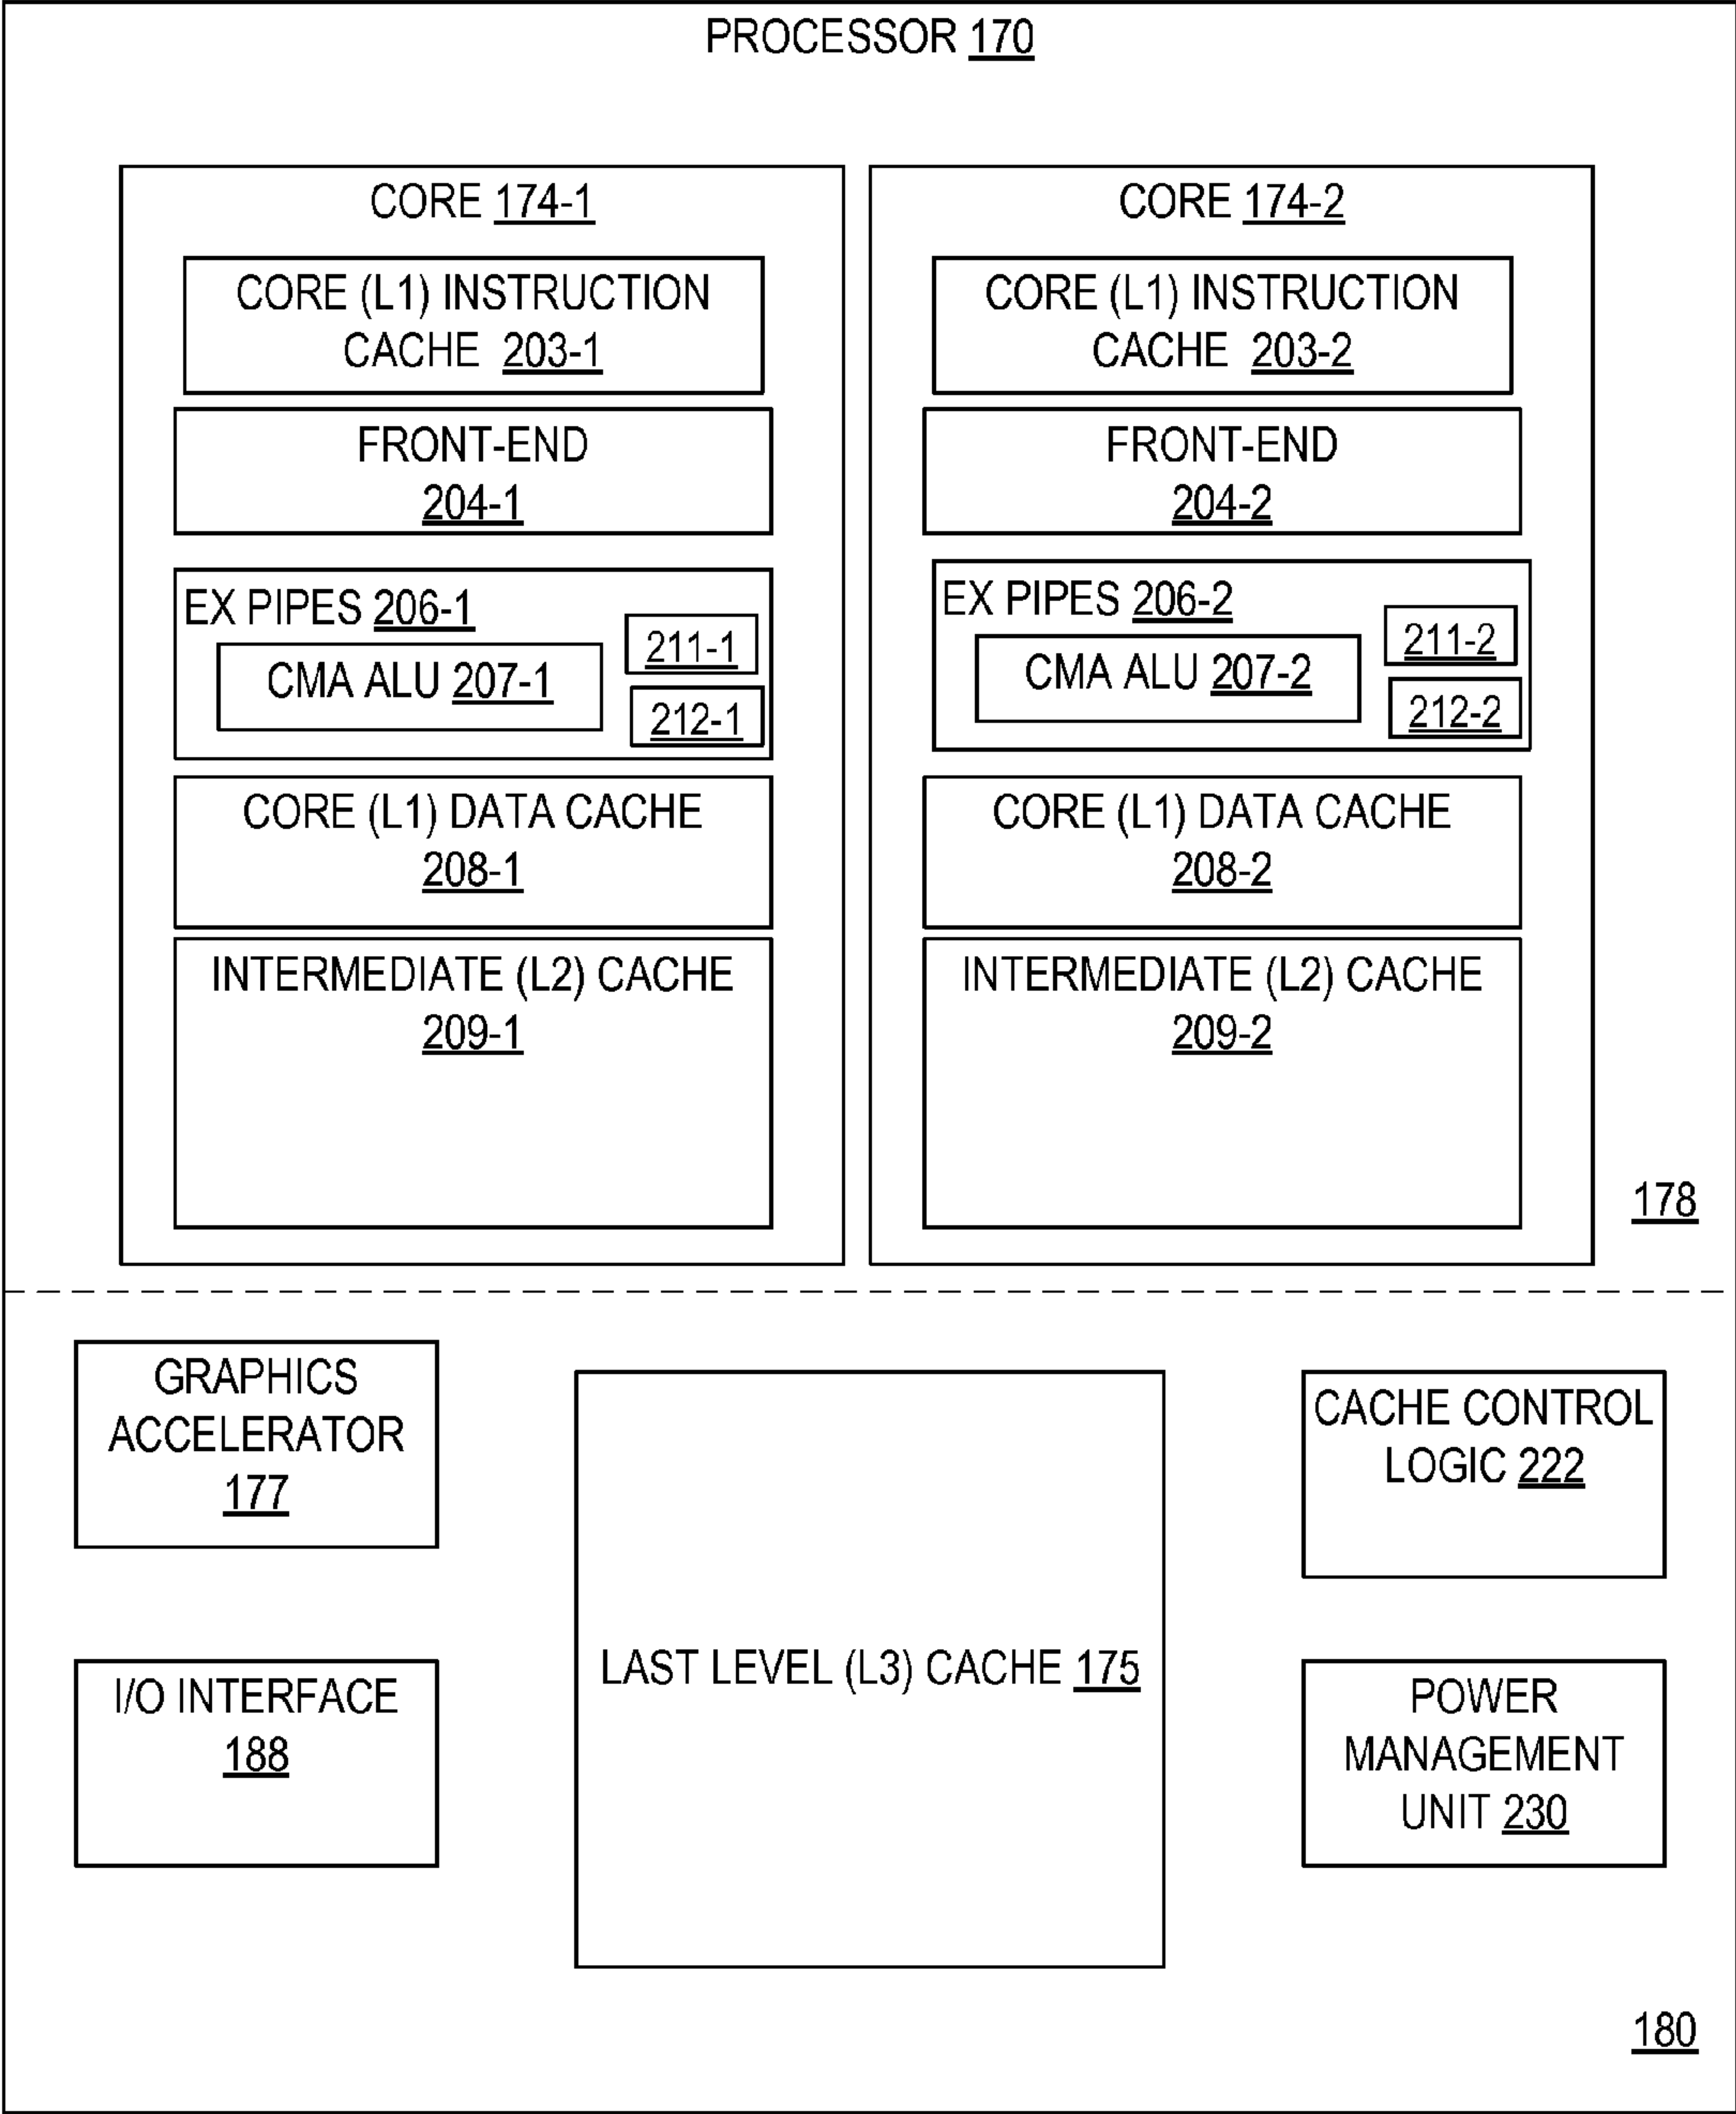 PROCESSOR 170
CORE 174-1
CORE (L1) INSTRUCTION
CACHE 203-1
FRONT-END
204-1
EX PIPES 206-1
CMA ALU 207-1
211-1
212-1
CORE (L1) DATA CACHE
208-1
INTERMEDIATE (L2) CACHE
209-1
CORE 174-2
CORE (L1) INSTRUCTION
CACHE 203-2
FRONT-END
204-2
EX PIPES 206-2
CMA ALU 207-2
211-2
212-2
CORE (L1) DATA CACHE
208-2
INTERMEDIATE (L2) CACHE
209-2
178
GRAPHICS
ACCELERATOR
177
I/O INTERFACE
188
LAST LEVEL (L3) CACHE 175
CACHE CONTROL
LOGIC 222
POWER
MANAGEMENT
UNIT 230
180